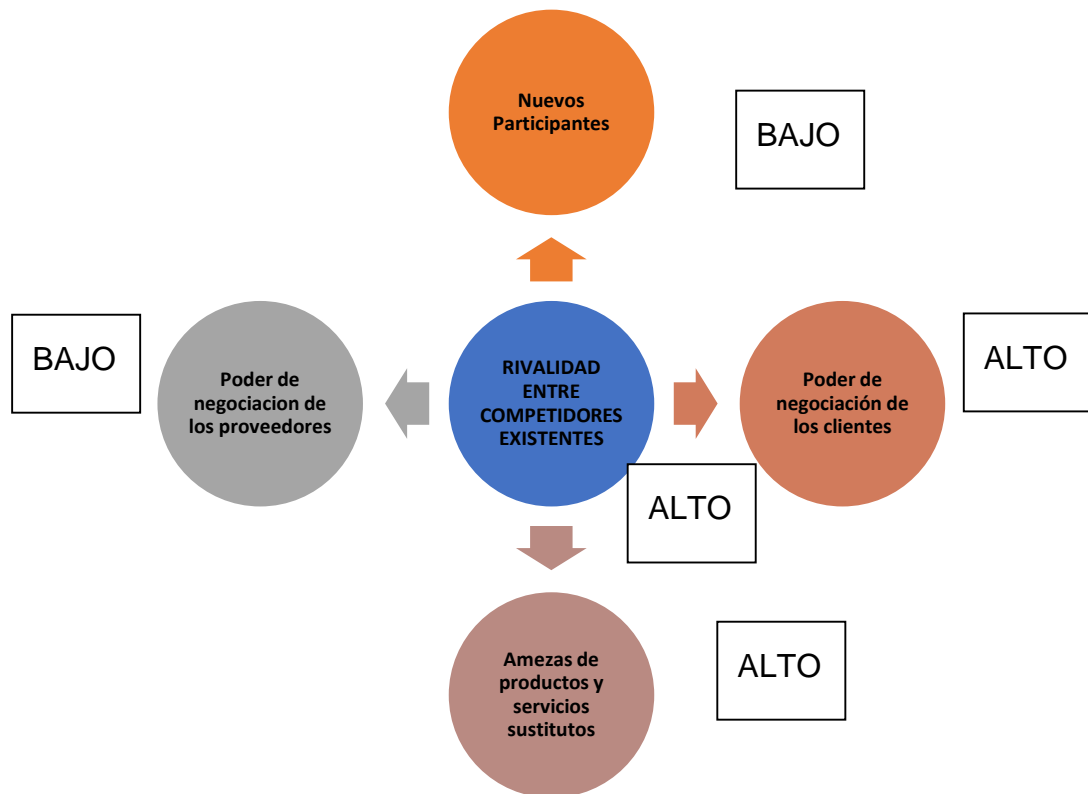 Nuevos
Participantes
BAJO
BAJO
Poder de
negociacion de
los proveedores
RIVALIDAD
ENTRE
COMPETIDORES
EXISTENTES
ALTO
Poder de
negociación de
los clientes
ALTO
Amezas de
productos y
servicios
sustitutos
ALTO